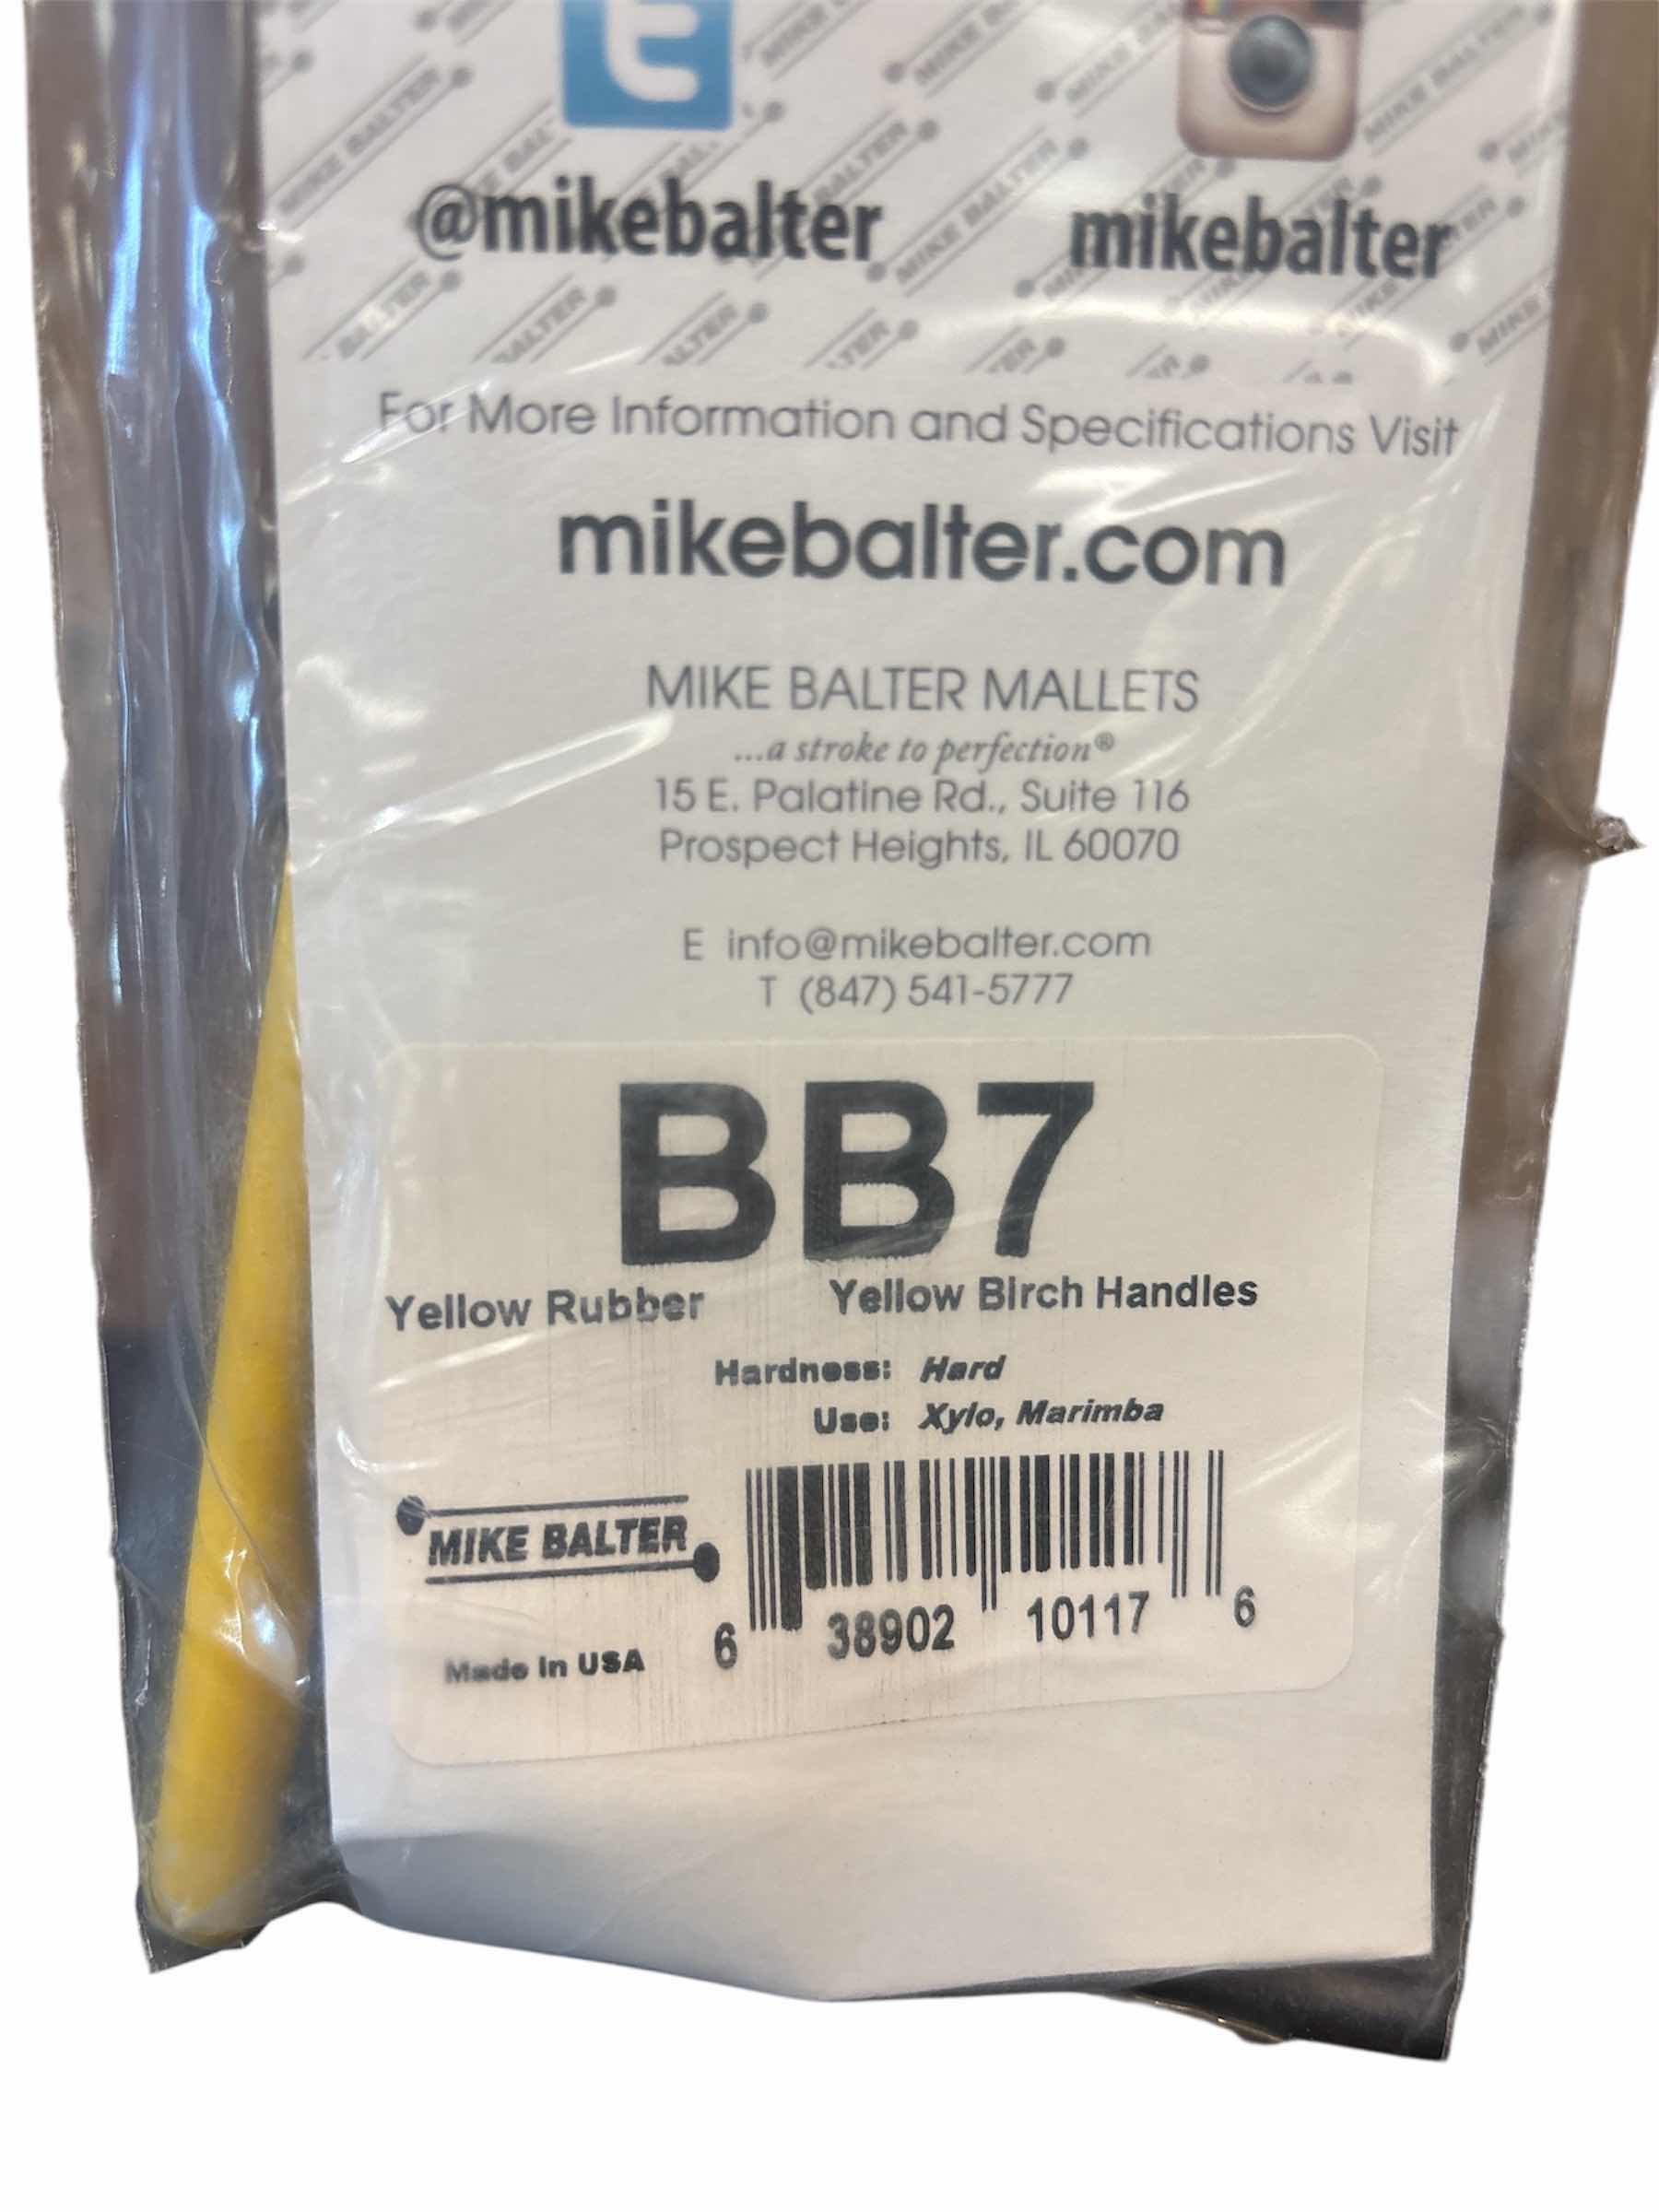 @mikebalter mikebalter
For More Information and Specifications Visit
mikebalter.com
MIKE BALTER MALLETS
...a stroke to perfection®
15 E. Palatine Rd., Suite 116
Prospect Heights, IL 60070
E info@mikebalter.com
T (847) 541-5777
BB7
Yellow Rubber Yellow Birch Handles
Hardness: Hard
Use: Xylo, Marimba
MIKE BALTER
Made In USA
6 38902 10117 6